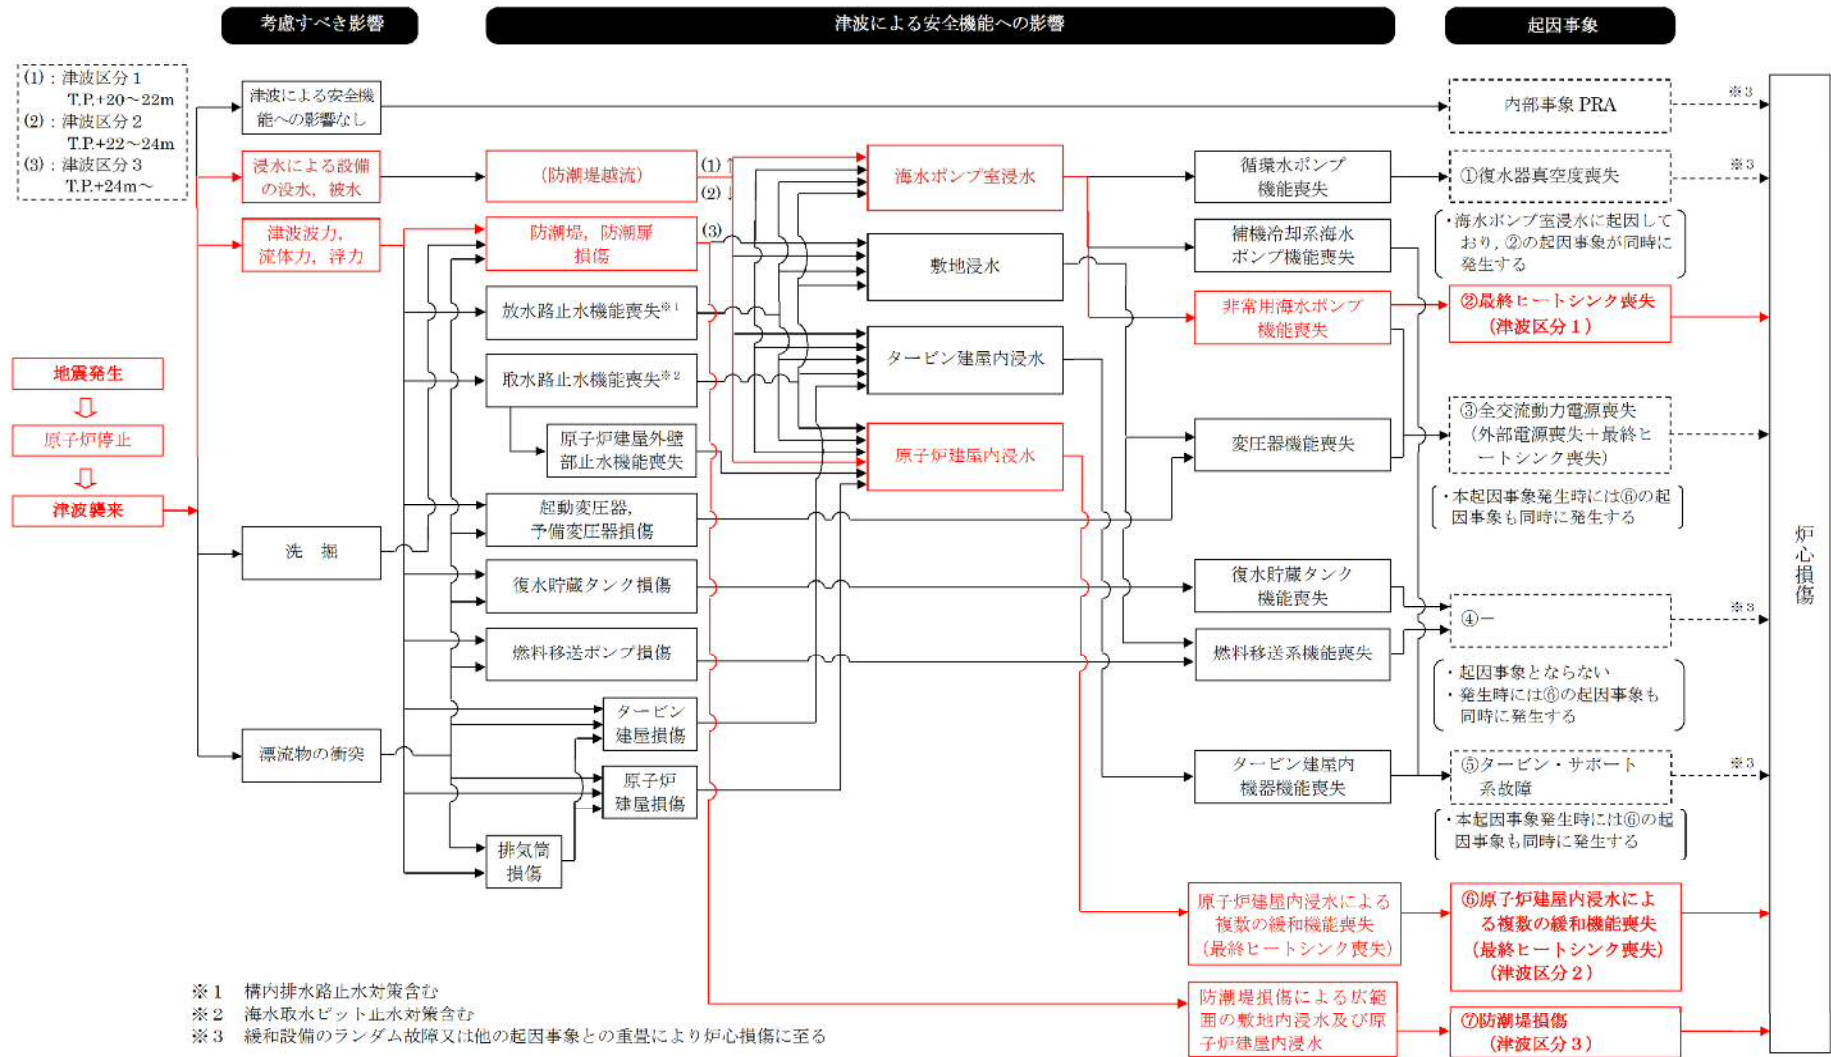 考慮すべき影響
津波による安全機能への影響
起因事象
(1)：津波区分1
T.P.+20～22m
(2)：津波区分2
T.P.+22～24m
(3)：津波区分3
T.P.+24m～
地震発生
原子炉停止
津波襲来
津波による安全機
能への影響なし
浸水による設備
の没水，被水
津波波力，
流体力，浮力
洗　掘
漂流物の衝突
(防潮堤越流)
(1)
(2)
防潮堤，防潮扉
損傷
(3)
放水路止水機能喪失※1
取水路止水機能喪失※2
原子炉建屋外壁
部止水機能喪失
起動変圧器，
予備変圧器損傷
復水貯蔵タンク損傷
燃料移送ポンプ損傷
タービン
建屋損傷
原子炉
建屋損傷
排気筒
損傷
海水ポンプ室浸水
敷地浸水
タービン建屋内浸水
原子炉建屋内浸水
循環水ポンプ
機能喪失
補機冷却系海水
ポンプ機能喪失
非常用海水ポンプ
機能喪失
変圧器機能喪失
復水貯蔵タンク
機能喪失
燃料移送系機能喪失
タービン建屋内
機器機能喪失
原子炉建屋内浸水による
複数の緩和機能喪失
(最終ヒートシンク喪失)
防潮堤損傷による広範
囲の敷地内浸水及び原
子炉建屋内浸水
内部事象 PRA
※3
①復水器真空度喪失
※3
・海水ポンプ室浸水に起因して
おり，②の起因事象が同時に
発生する
②最終ヒートシンク喪失
(津波区分1)
③全交流動力電源喪失
(外部電源喪失＋最終ヒ
ートシンク喪失)
・本起因事象発生時には⑥の起
因事象も同時に発生する
④－
※3
・起因事象とならない
・発生時には⑥の起因事象も
同時に発生する
⑤タービン・サポート
系故障
※3
・本起因事象発生時には⑥の起
因事象も同時に発生する
⑥原子炉建屋内浸水によ
る複数の緩和機能喪失
(最終ヒートシンク喪失)
(津波区分2)
⑦防潮堤損傷
(津波区分3)
炉心損傷
※1　構内排水路止水対策含む
※2　海水取水ピット止水対策含む
※3　緩和設備のランダム故障又は他の起因事象との重畳により炉心損傷に至る